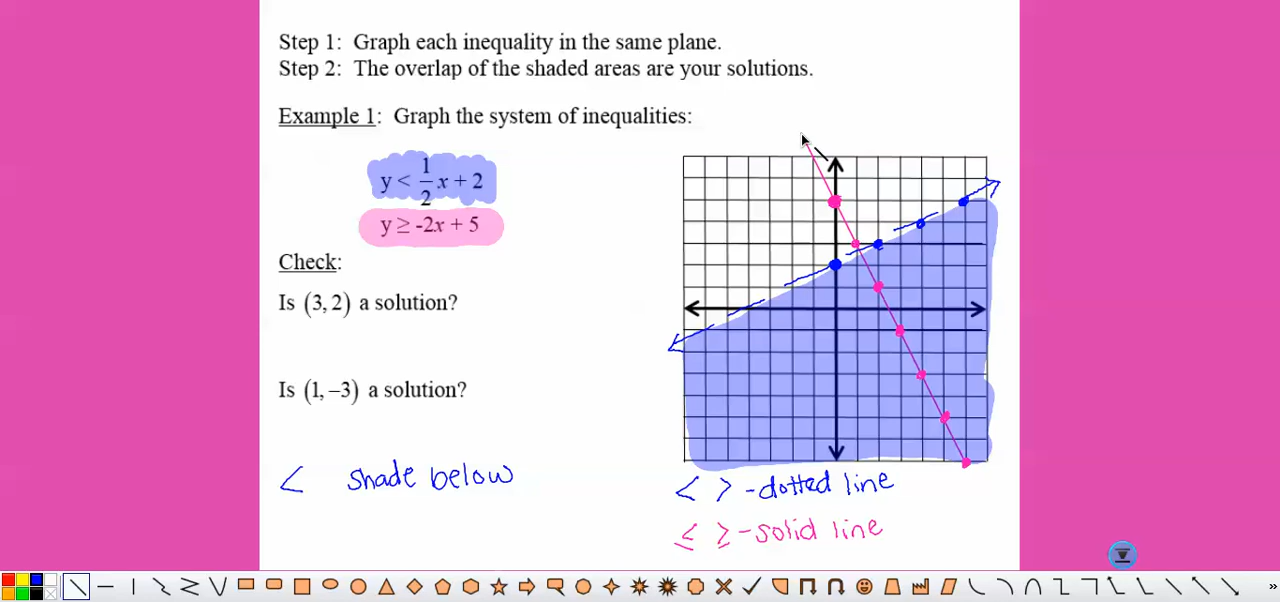 Step 1: Graph each inequality in the same plane.
Step 2: The overlap of the shaded areas are your solutions.
Example 1: Graph the system of inequalities:
y < 1/2 x + 2
y ≥ -2x + 5
Check:
Is (3, 2) a solution?
Is (1, –3) a solution?
< shade below
< > - dotted line
≤ ≥ - solid line